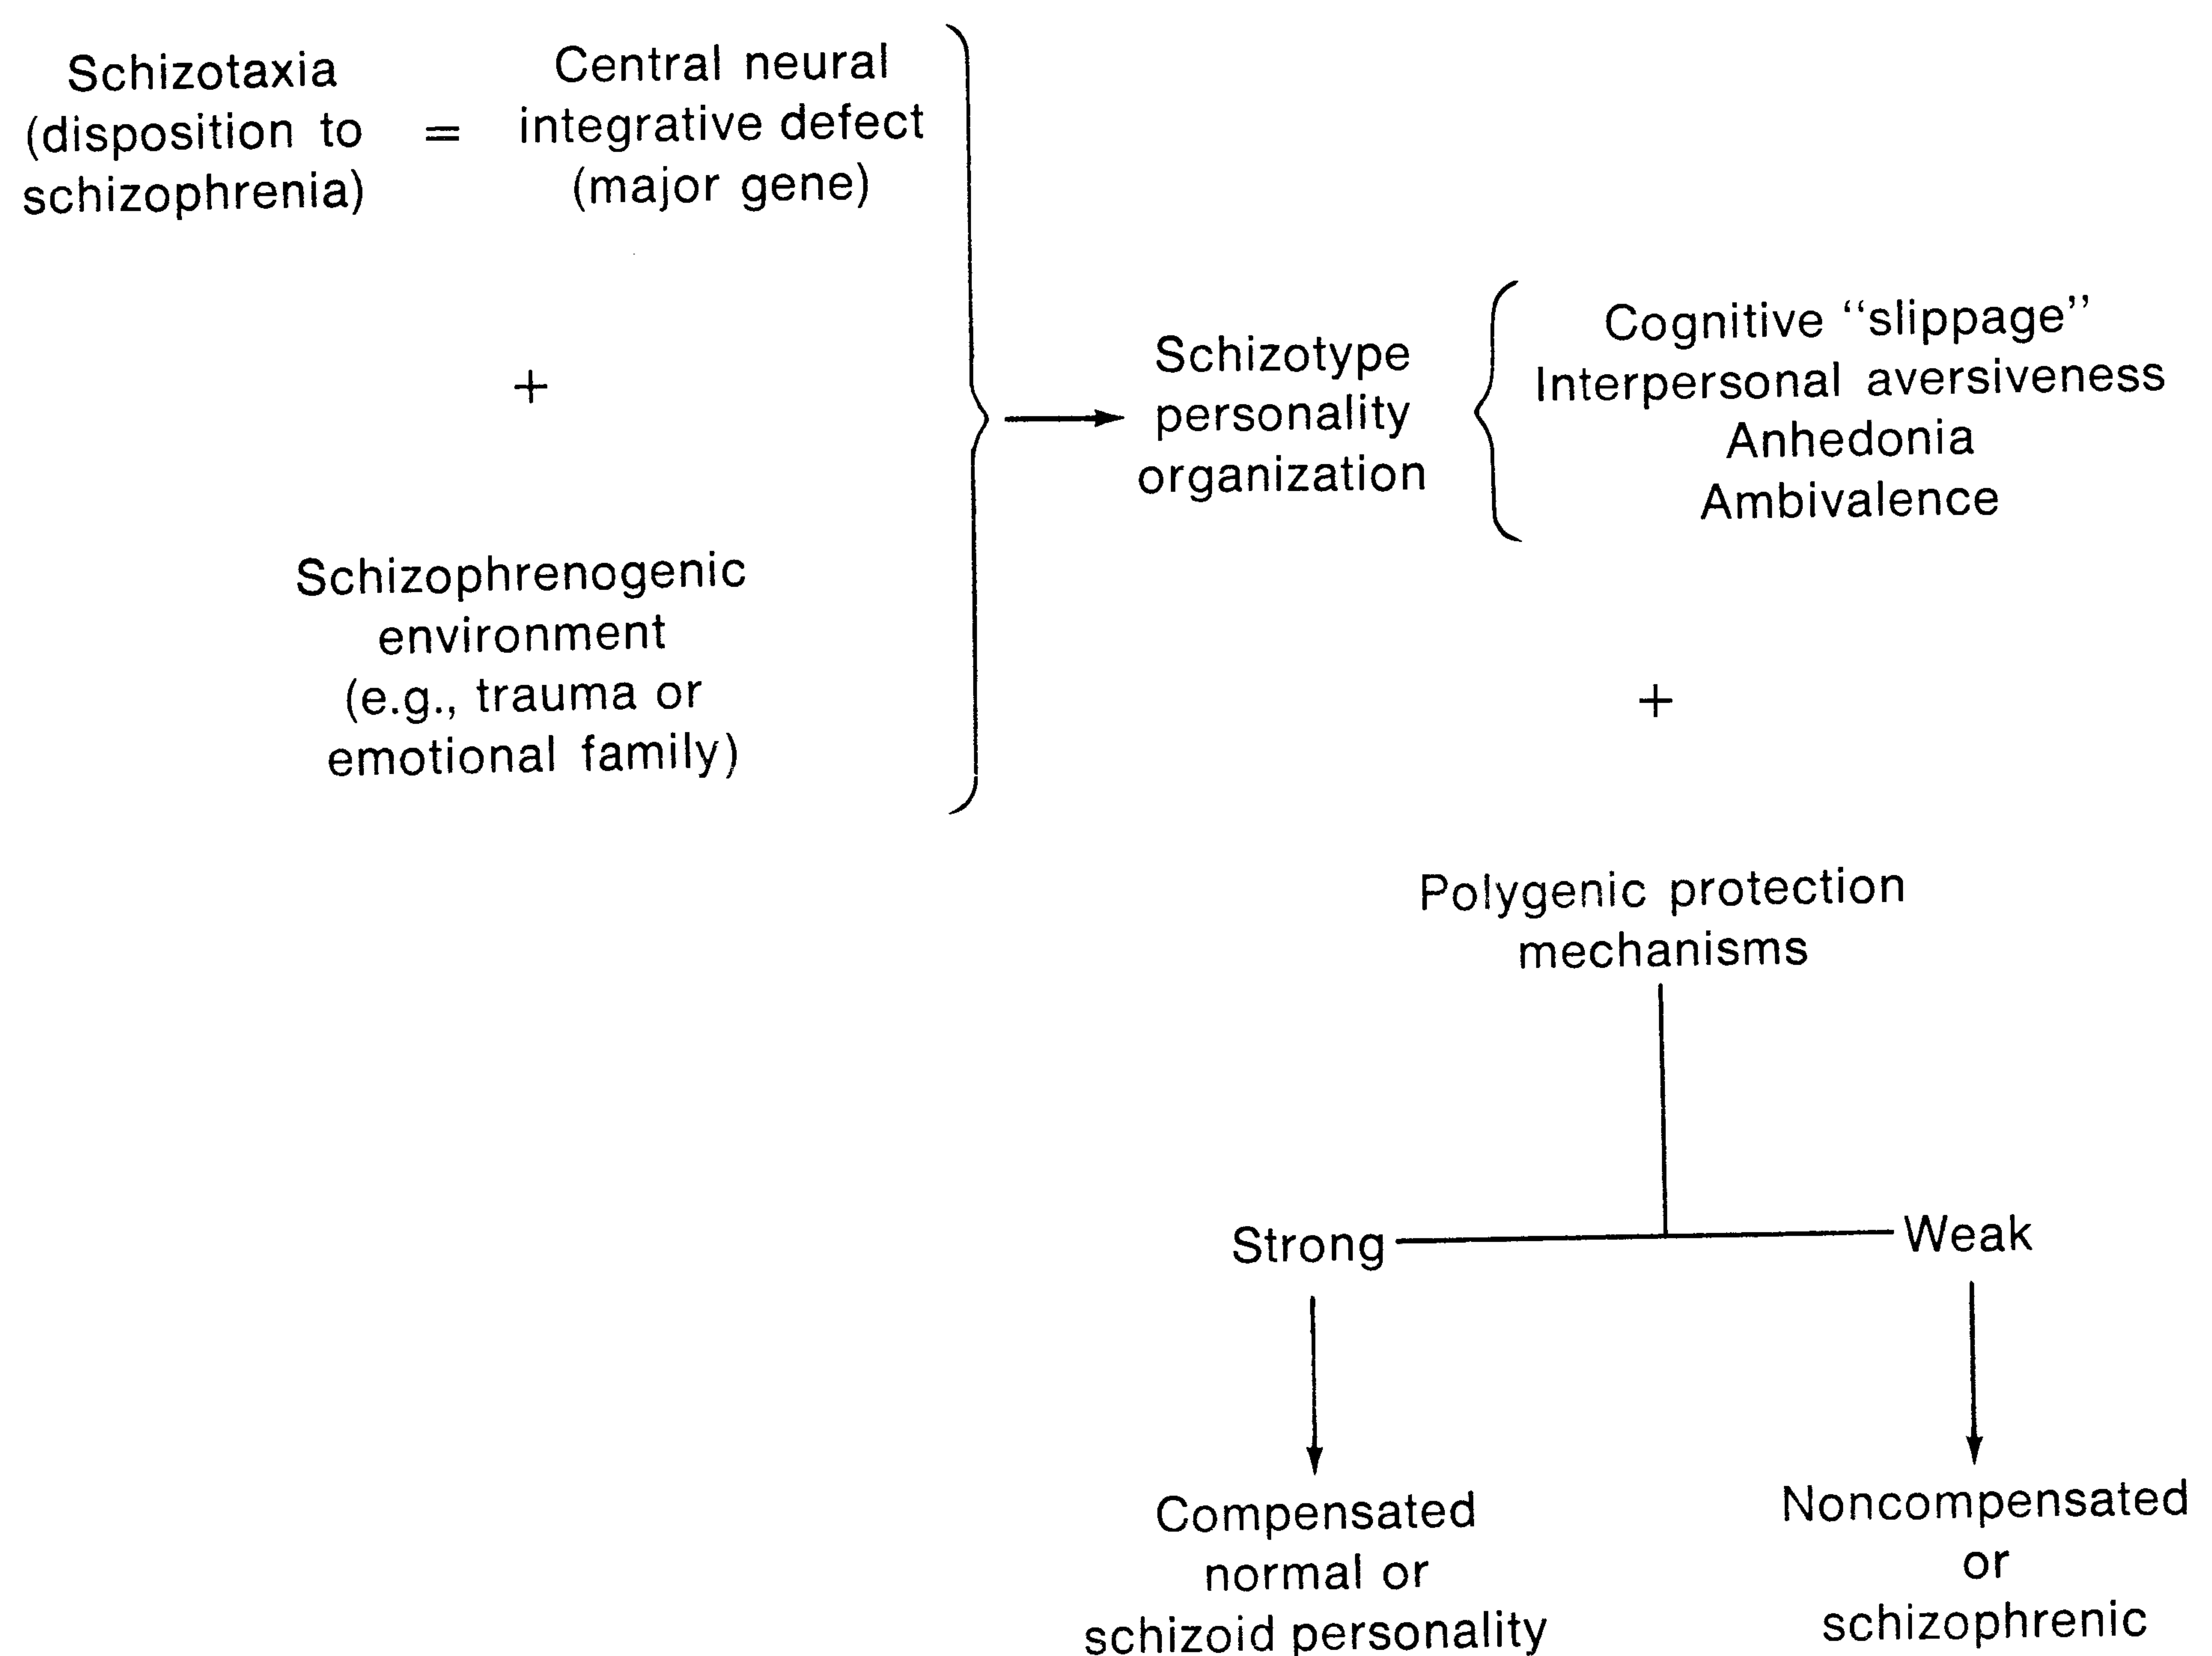 Schizotaxia
(disposition to
schizophrenia)
=
Central neural
integrative defect
(major gene)
+
Schizophrenogenic
environment
(e.g., trauma or
emotional family)
Schizotype
personality
organization
Cognitive “slippage”
Interpersonal aversiveness
Anhedonia
Ambivalence
+
Polygenic protection
mechanisms
Strong
Weak
Compensated
normal or
schizoid personality
Noncompensated
or
schizophrenic